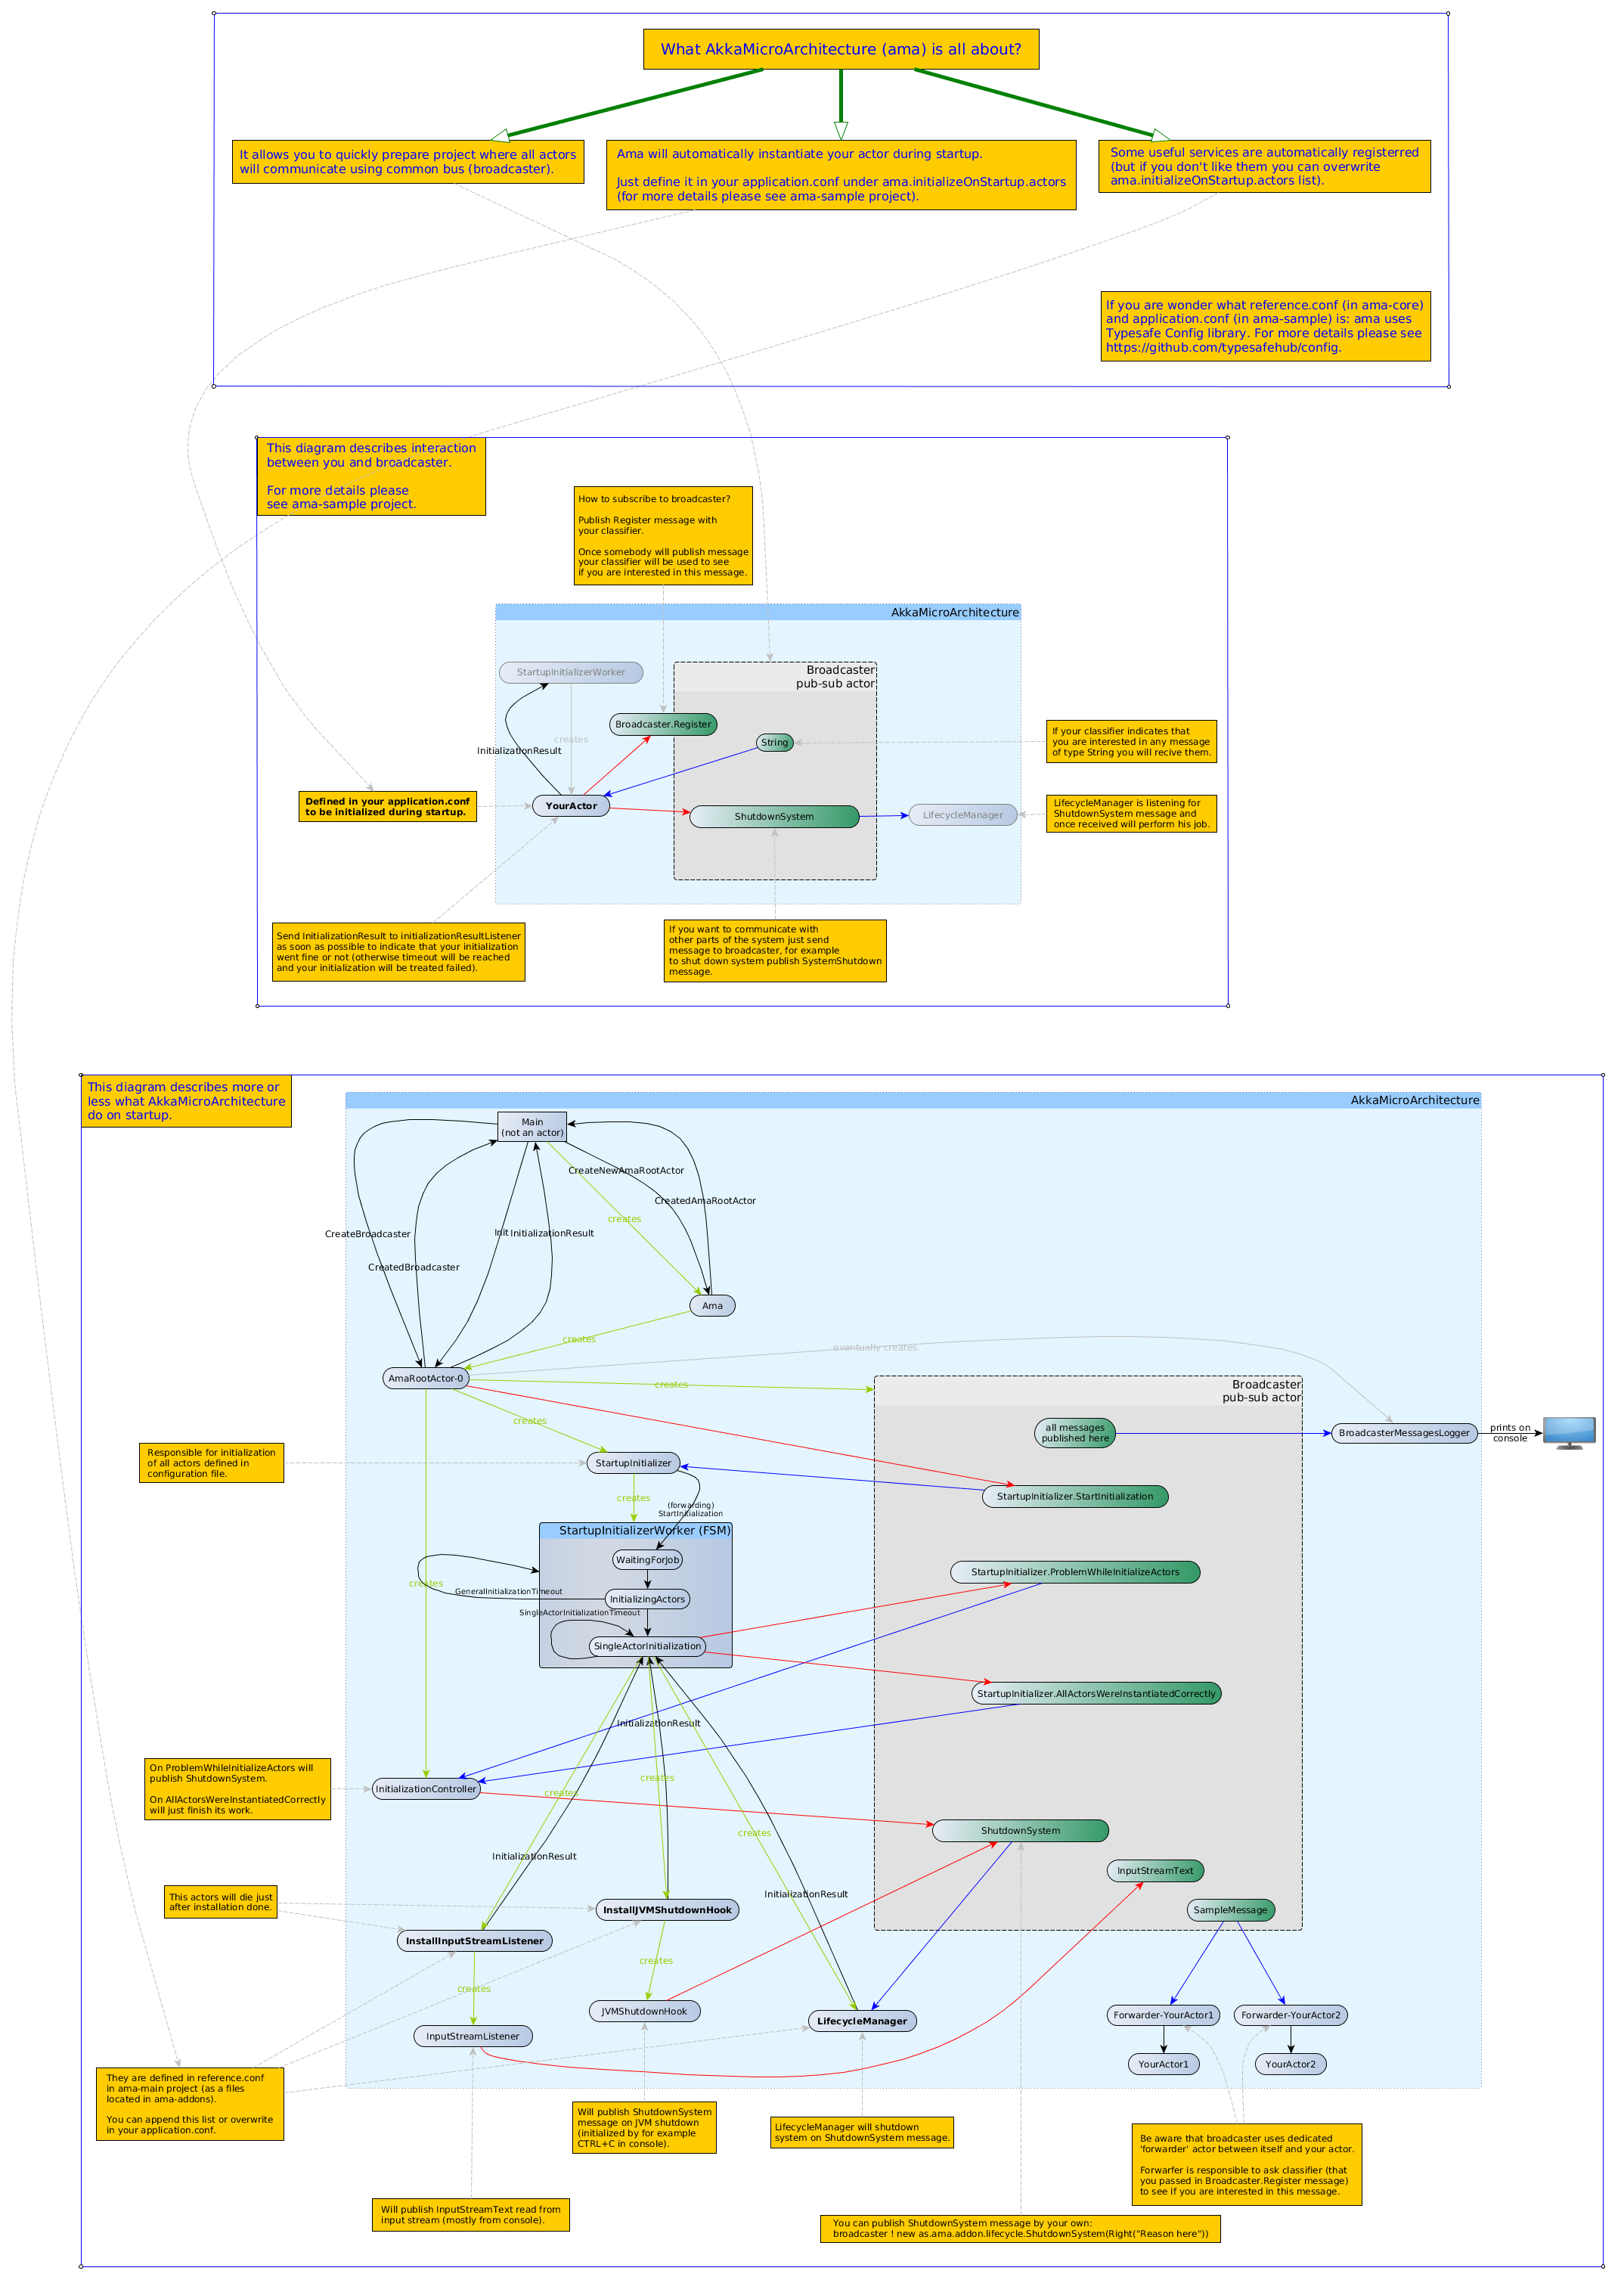 What AkkaMicroArchitecture (ama) is all about?
It allows you to quickly prepare project where all actors
will communicate using common bus (broadcaster).
Ama will automatically instantiate your actor during startup.
Just define it in your application.conf under ama.initializeOnStartup.actors
(for more details please see ama-sample project).
Some useful services are automatically registerred
(but if you don't like them you can overwrite
ama.initializeOnStartup.actors list).
If you are wonder what reference.conf (in ama-core)
and application.conf (in ama-sample) is: ama uses
Typesafe Config library. For more details please see
https://github.com/typesafehub/config.
This diagram describes interaction
between you and broadcaster.
For more details please
see ama-sample project.
How to subscribe to broadcaster?
Publish Register message with
your classifier.
Once somebody will publish message
your classifier will be used to see
if you are interested in this message.
AkkaMicroArchitecture
StartupInitializerWorker
Broadcaster
pub-sub actor
Broadcaster.Register
String
creates
InitializationResult
If your classifier indicates that
you are interested in any message
of type String you will recive them.
Defined in your application.conf
to be initialized during startup.
YourActor
ShutdownSystem
LifecycleManager
LifecycleManager is listening for
ShutdownSystem message and
once received will perform his job.
Send InitializationResult to initializationResultListener
as soon as possible to indicate that your initialization
went fine or not (otherwise timeout will be reached
and your initialization will be treated failed).
If you want to communicate with
other parts of the system just send
message to broadcaster, for example
to shut down system publish SystemShutdown
message.
This diagram describes more or
less what AkkaMicroArchitecture
do on startup.
AkkaMicroArchitecture
Main
(not an actor)
CreateNewAmaRootActor
CreatedAmaRootActor
creates
CreateBroadcaster
Init
InitializationResult
CreatedBroadcaster
Ama
creates
eventually creates
AmaRootActor-0
creates
Broadcaster
pub-sub actor
creates
all messages
published here
BroadcasterMessagesLogger
prints on
console
Responsible for initialization
of all actors defined in
configuration file.
StartupInitializer
StartupInitializer.StartInitialization
creates
(forwarding)
StartInitialization
StartupInitializerWorker (FSM)
WaitingForJob
StartupInitializer.ProblemWhileInitializeActors
creates
GeneralInitializationTimeout
InitializingActors
SingleActorInitializationTimeout
SingleActorInitialization
StartupInitializer.AllActorsWereInstantiatedCorrectly
InitializationResult
On ProblemWhileInitializeActors will
publish ShutdownSystem.
On AllActorsWereInstantiatedCorrectly
will just finish its work.
InitializationController
creates
creates
creates
ShutdownSystem
InitializationResult
InputStreamText
InitializationResult
This actors will die just
after installation done.
InstallJVMShutdownHook
SampleMessage
InstallInputStreamListener
creates
creates
JVMShutdownHook
LifecycleManager
Forwarder-YourActor1
Forwarder-YourActor2
InputStreamListener
YourActor1
YourActor2
They are defined in reference.conf
in ama-main project (as a files
located in ama-addons).
You can append this list or overwrite
in your application.conf.
Will publish ShutdownSystem
message on JVM shutdown
(initialized by for example
CTRL+C in console).
LifecycleManager will shutdown
system on ShutdownSystem message.
Be aware that broadcaster uses dedicated
'forwarder' actor between itself and your actor.
Forwarfer is responsible to ask classifier (that
you passed in Broadcaster.Register message)
to see if you are interested in this message.
Will publish InputStreamText read from
input stream (mostly from console).
You can publish ShutdownSystem message by your own:
broadcaster ! new as.ama.addon.lifecycle.ShutdownSystem(Right("Reason here"))